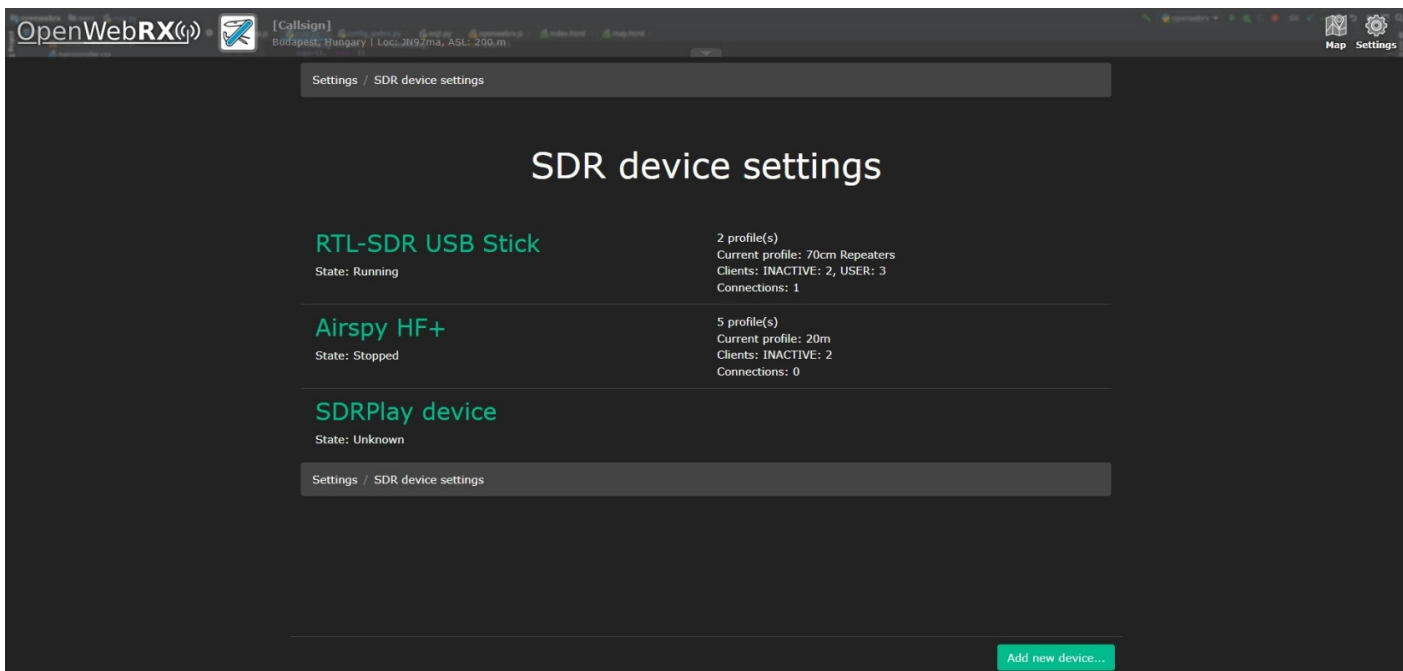 OpenWebRX
[Callsign]
Budapest, Hungary | Loc: JN97ma, ASL: 200 m
Map
Settings
Settings / SDR device settings
SDR device settings
RTL-SDR USB Stick
State: Running
2 profile(s)
Current profile: 70cm Repeaters
Clients: INACTIVE: 2, USER: 3
Connections: 1
Airspy HF+
State: Stopped
5 profile(s)
Current profile: 20m
Clients: INACTIVE: 2
Connections: 0
SDRPlay device
State: Unknown
Settings / SDR device settings
Add new device...